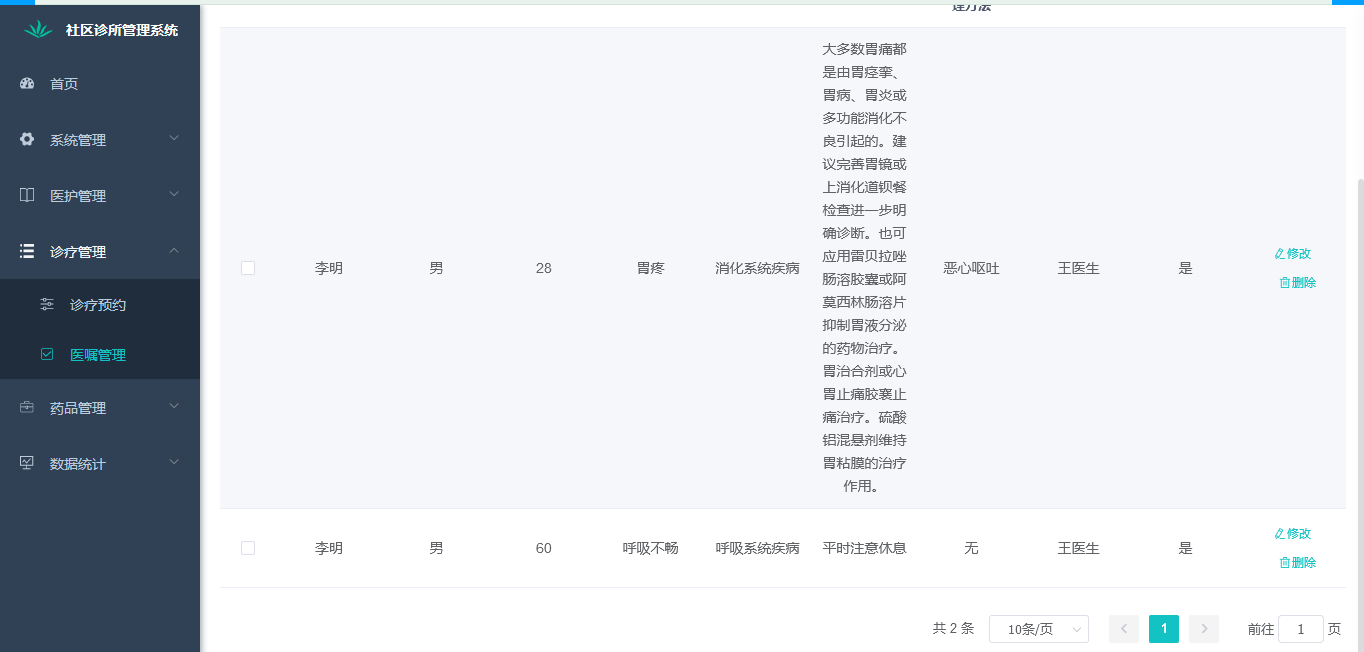 社区诊所管理系统
首页
系统管理
医护管理
诊疗管理
诊疗预约
医嘱管理
药品管理
数据统计
理方法
大多数胃痛都
是由胃痉挛、
胃病、胃炎或
多功能消化不
良引起的。建
议完善胃镜或
上消化道钡餐
检查进一步明
确诊断。也可
应用雷贝拉唑
肠溶胶囊或阿
莫西林肠溶片
抑制胃液分泌
的药物治疗。
胃治合剂或心
胃止痛胶襄止
痛治疗。硫酸
铝混悬剂维持
胃粘膜的治疗
作用。
李明 男 28 胃疼 消化系统疾病 恶心呕吐 王医生 是
修改
删除
李明 男 60 呼吸不畅 呼吸系统疾病 平时注意休息 无 王医生 是
修改
删除
共 2 条 10条/页 1 前往 1 页